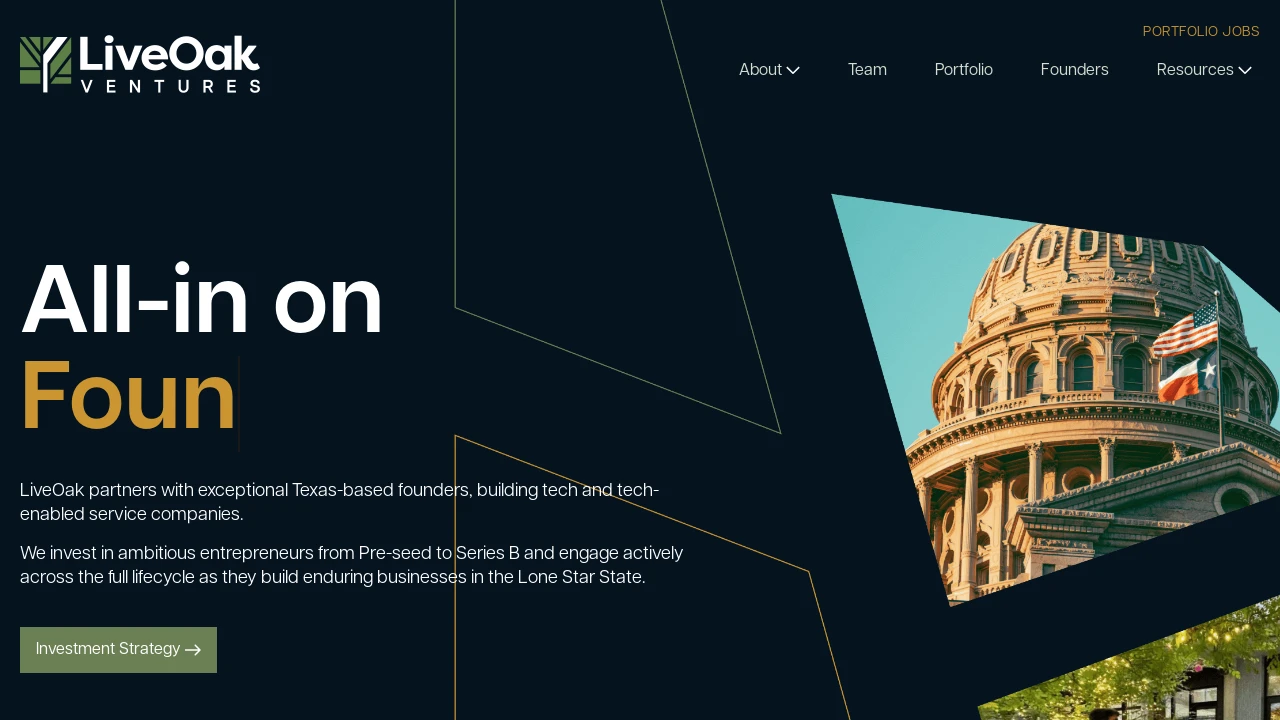 LiveOak
VENTURES
PORTFOLIO JOBS
About
Team
Portfolio
Founders
Resources
All-in on
Foun
LiveOak partners with exceptional Texas-based founders, building tech and tech-
enabled service companies.
We invest in ambitious entrepreneurs from Pre-seed to Series B and engage actively
across the full lifecycle as they build enduring businesses in the Lone Star State.
Investment Strategy